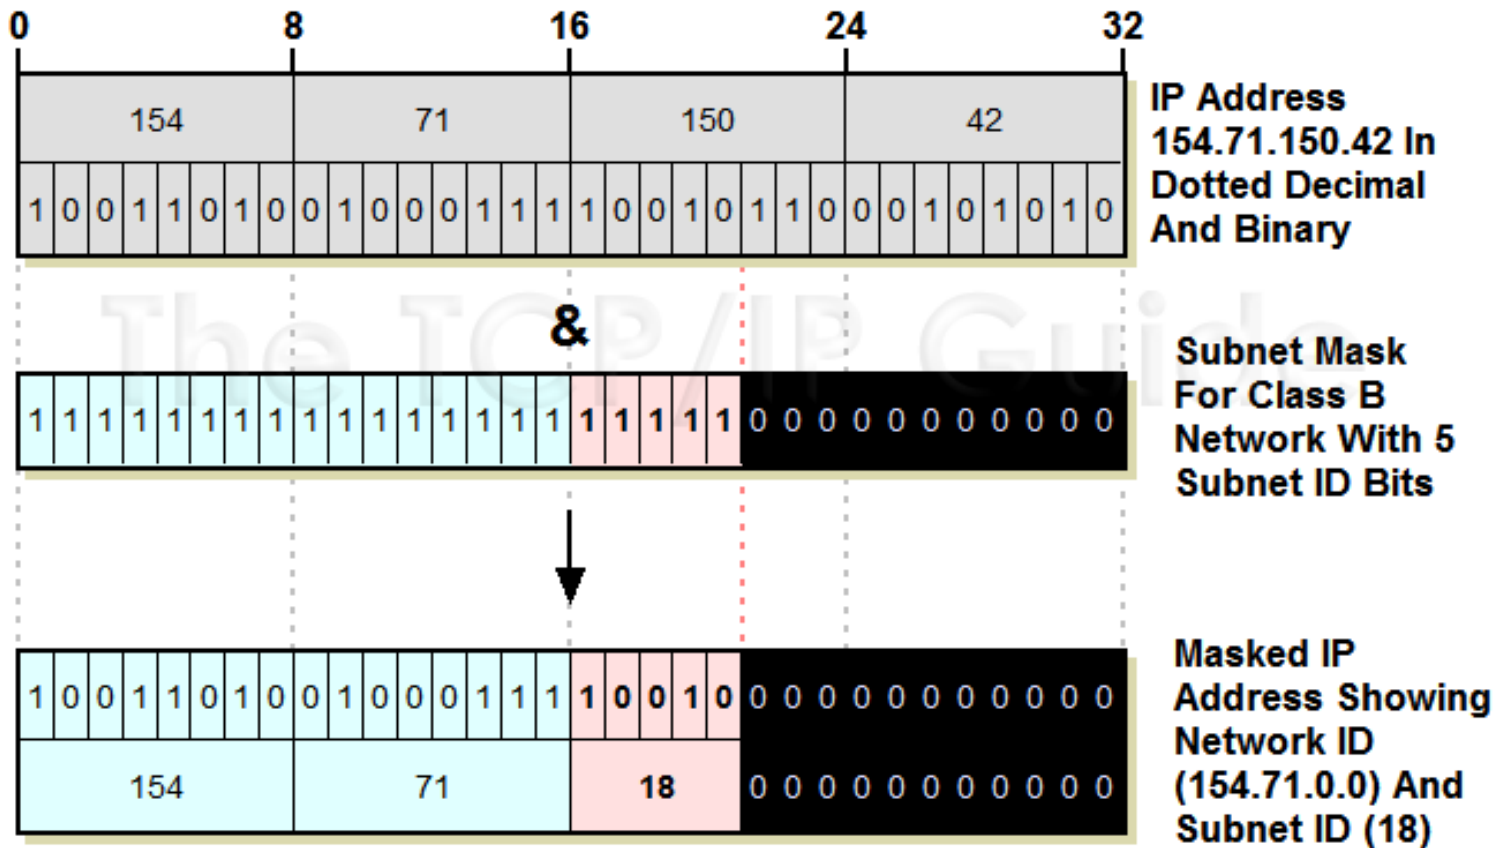 0 8 16 24 32
154 71 150 42
1 0 0 1 1 0 1 0 0 1 0 0 0 1 1 1 1 0 0 1 0 1 1 0 0 0 1 0 1 0 1 0
IP Address
154.71.150.42 In
Dotted Decimal
And Binary
The TCP/IP Guide
&
1 1 1 1 1 1 1 1 1 1 1 1 1 1 1 1 1 1 1 1 1 0 0 0 0 0 0 0 0 0 0 0
Subnet Mask
For Class B
Network With 5
Subnet ID Bits
1 0 0 1 1 0 1 0 0 1 0 0 0 1 1 1 1 0 0 1 0 0 0 0 0 0 0 0 0 0 0 0
154 71 18 0 0 0 0 0 0 0 0 0 0 0
Masked IP
Address Showing
Network ID
(154.71.0.0) And
Subnet ID (18)